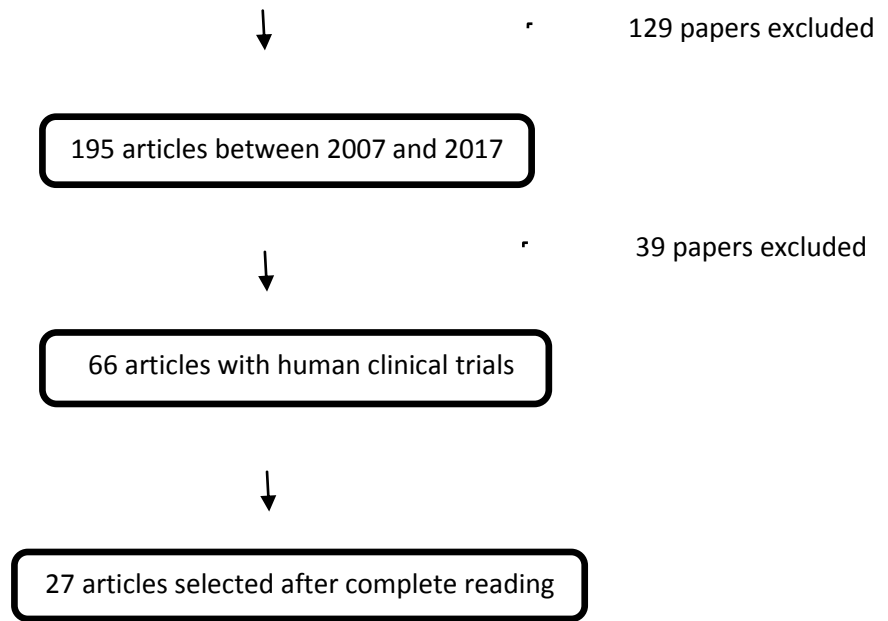 129 papers excluded
195 articles between 2007 and 2017
39 papers excluded
66 articles with human clinical trials
27 articles selected after complete reading